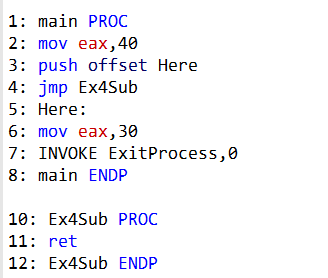 1: main PROC
2: mov eax,40
3: push offset Here
4: jmp Ex4Sub
5: Here:
6: mov eax,30
7: INVOKE ExitProcess,0
8: main ENDP
10: Ex4Sub PROC
11: ret
12: Ex4Sub ENDP